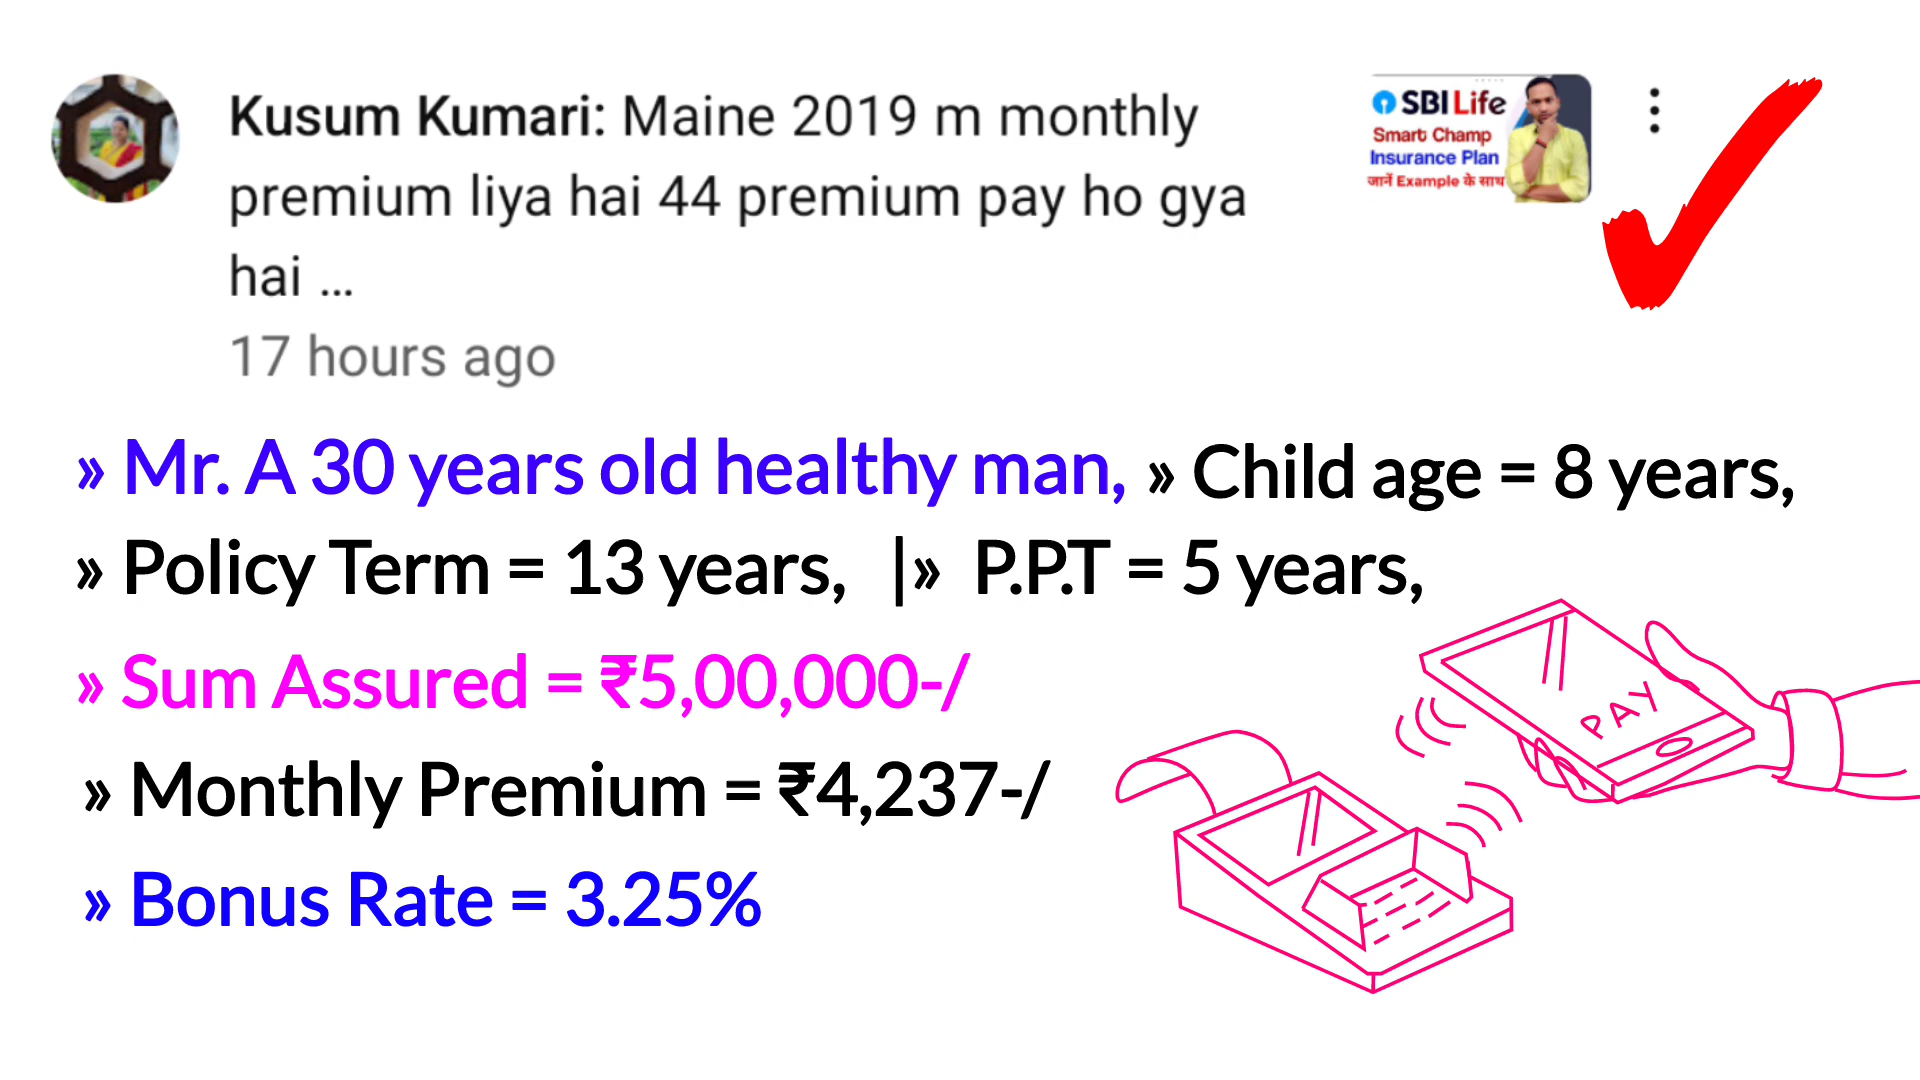 Kusum Kumari: Maine 2019 m monthly
premium liya hai 44 premium pay ho gya
hai ...
17 hours ago
SBI Life
Smart Champ
Insurance Plan
जानें Example के साथ
» Mr. A 30 years old healthy man, » Child age = 8 years,
» Policy Term = 13 years, |» P.P.T = 5 years,
» Sum Assured = ₹5,00,000-/
» Monthly Premium = ₹4,237-/
» Bonus Rate = 3.25%
PAY